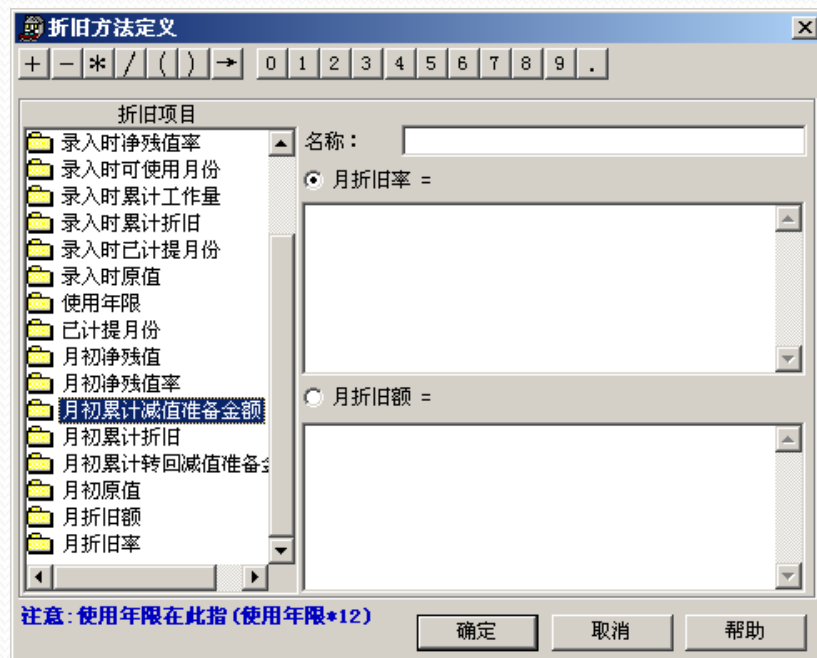 折旧方法定义
+ - * / ( ) → 0 1 2 3 4 5 6 7 8 9 .
折旧项目
录入时净残值率
录入时可使用月份
录入时累计工作量
录入时累计折旧
录入时已计提月份
录入时原值
使用年限
已计提月份
月初净残值
月初净残值率
月初累计减值准备金额
月初累计折旧
月初累计转回减值准备
月初原值
月折旧额
月折旧率
名称：
月折旧率 =
月折旧额 =
注意:使用年限在此指(使用年限*12)
确定
取消
帮助